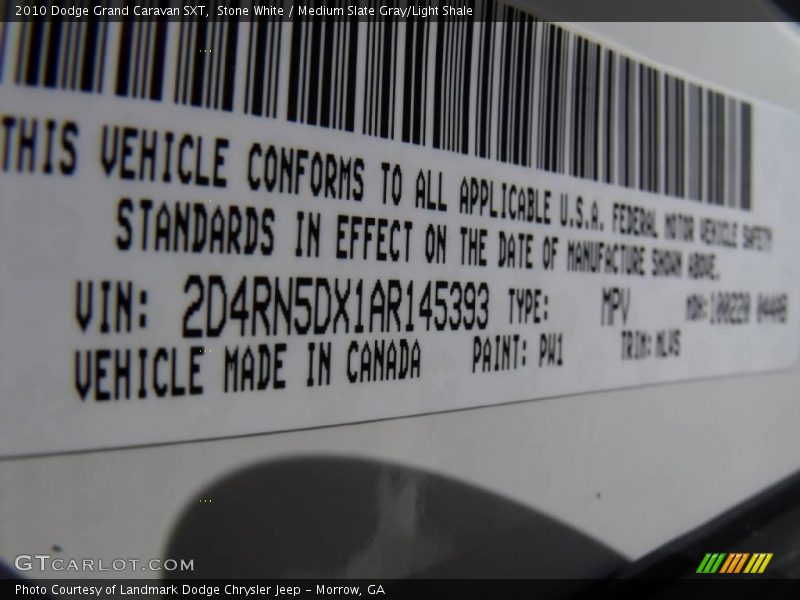 2010 Dodge Grand Caravan SXT, Stone White / Medium Slate Gray/Light Shale
THIS VEHICLE CONFORMS TO ALL APPLICABLE U.S.A. FEDERAL MOTOR VEHICLE SAFETY
STANDARDS IN EFFECT ON THE DATE OF MANUFACTURE SHOWN ABOVE.
VIN: 2D4RN5DX1AR145393 TYPE: MPV MDH:
VEHICLE MADE IN CANADA PAINT: PW1 TRIM:
GTCARLOT.COM
Photo Courtesy of Landmark Dodge Chrysler Jeep - Morrow, GA